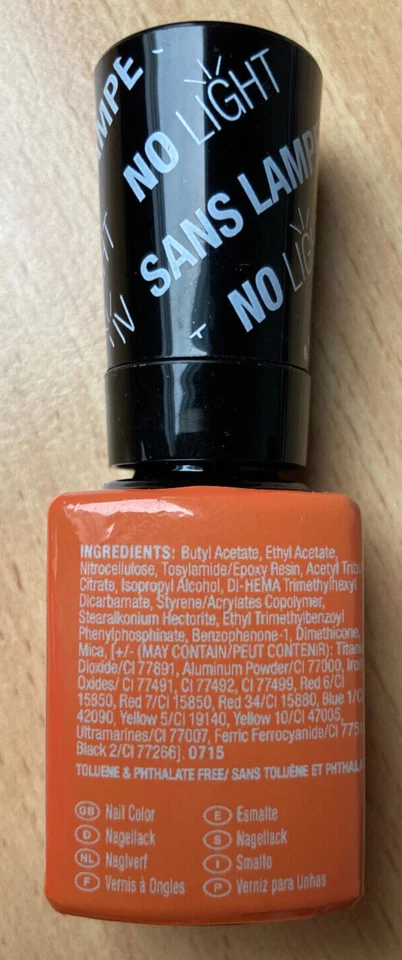 AMPE -
NO LIGHT
SANS LAMPE
NO LIG
INGREDIENTS: Butyl Acetate, Ethyl Acetate,
Nitrocellulose, Tosylamide/Epoxy Resin, Acetyl Tribu
Citrate, Isopropyl Alcohol, DI-HEMA Trimethylhexyl
Dicarbamate, Styrene/Acrylates Copolymer,
Stearalkonium Hectorite, Ethyl Trimethylbenzoyl
Phenylphosphinate, Benzophenone-1, Dimethicone,
Mica, [+/- (MAY CONTAIN/PEUT CONTENIR): Titaniu
Dioxide/CI 77891, Aluminum Powder/CI 77000, Iron
Oxides/ CI 77491, CI 77492, CI 77499, Red 6/CI
15850, Red 7/CI 15850, Red 34/CI 15880, Blue 1/CI
42090, Yellow 5/CI 19140, Yellow 10/CI 47005,
Ultramarines/CI 77007, Ferric Ferrocyanide/CI 7751
Black 2/CI 77266]. 0715
TOLUENE & PHTHALATE FREE/ SANS TOLUÈNE ET PHTHALA
GB Nail Color
D Nagellack
NL Naglverf
F Vernis à Ongles
E Esmalte
S Nagellack
I Smalto
P Verniz para Unhas